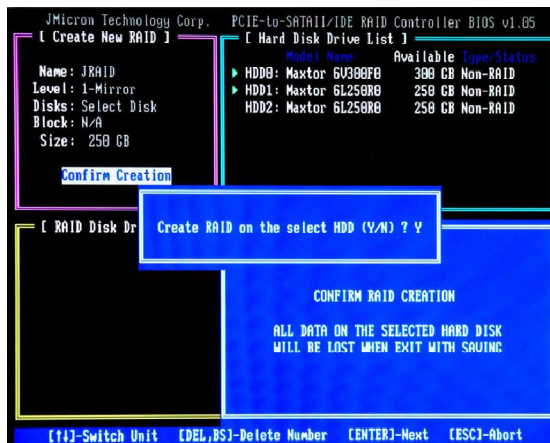 JMicron Technology Corp. PCIE-to-SATAII/IDE RAID Controller BIOS v1.05
[ Create New RAID ]
Name: JRAID
Level: 1-Mirror
Disks: Select Disk
Block: N/A
Size: 250 GB
Confirm Creation
[ Hard Disk Drive List ]
Model Name Available Type/Status
HDD0: Maxtor 6V300F0 300 GB Non-RAID
HDD1: Maxtor 6L250R0 250 GB Non-RAID
HDD2: Maxtor 6L250R0 250 GB Non-RAID
Create RAID on the select HDD (Y/N) ? Y
[ RAID Disk Dr
CONFIRM RAID CREATION
ALL DATA ON THE SELECTED HARD DISK
WILL BE LOST WHEN EXIT WITH SAVING
[↑↓]-Switch Unit [DEL,BS]-Delete Number [ENTER]-Next [ESC]-Abort